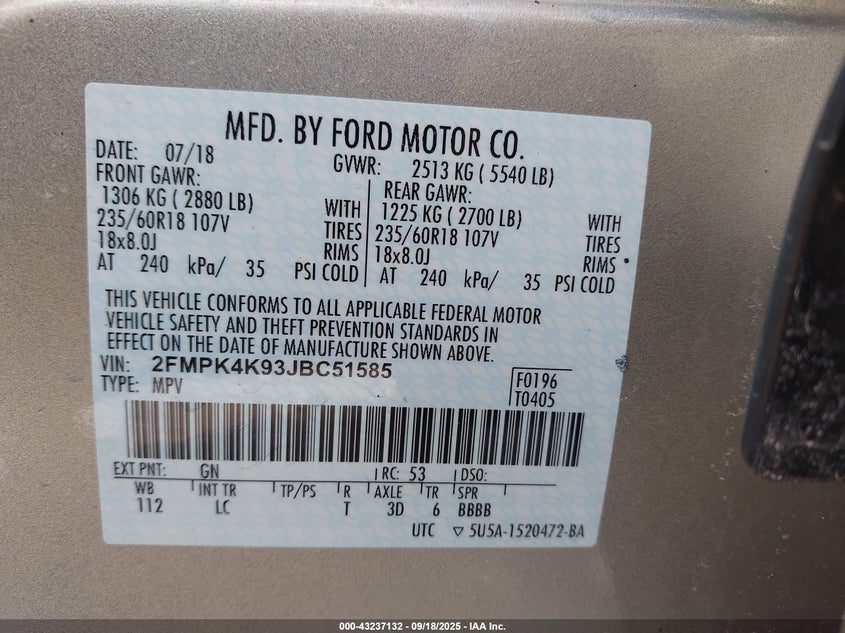 MFD. BY FORD MOTOR CO.
DATE: 07/18 GVWR: 2513 KG ( 5540 LB)
FRONT GAWR: REAR GAWR:
1306 KG ( 2880 LB) WITH 1225 KG ( 2700 LB) WITH
235/60R18 107V TIRES 235/60R18 107V TIRES
18x8.0J RIMS 18x8.0J RIMS
AT 240 kPa/ 35 PSI COLD AT 240 kPa/ 35 PSI COLD
THIS VEHICLE CONFORMS TO ALL APPLICABLE FEDERAL MOTOR
VEHICLE SAFETY AND THEFT PREVENTION STANDARDS IN
EFFECT ON THE DATE OF MANUFACTURE SHOWN ABOVE.
VIN: 2FMPK4K93JBC51585
TYPE: MPV
F0196
T0405
EXT PNT: GN RC: 53 DSO:
WB INT TR TP/PS R AXLE TR SPR
112 LC T 3D 6 BBBB
UTC ▽ 5U5A-1520472-BA
000-43237132 - 09/18/2025 - IAA Inc.